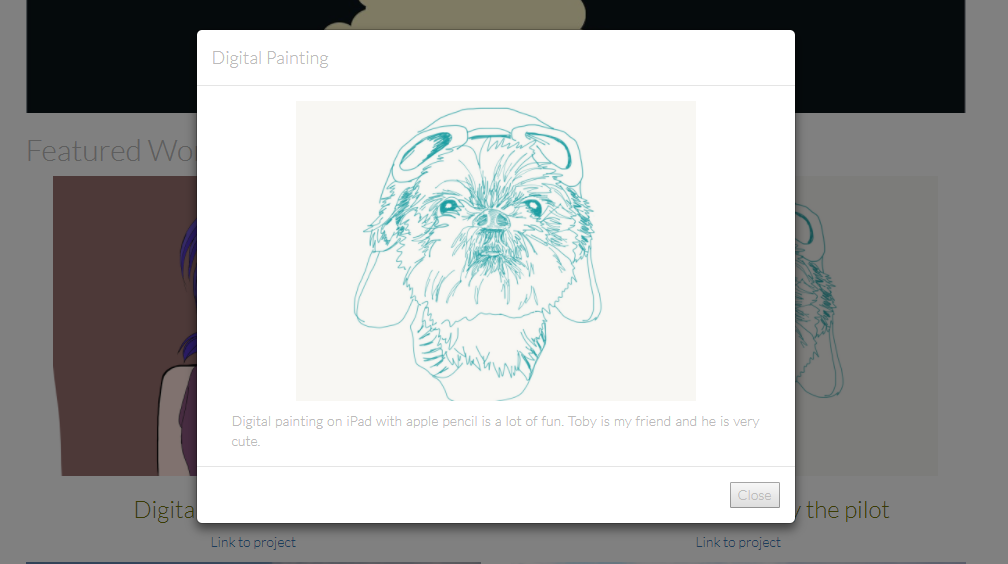 Digital Painting
Featured Wo
Digital painting on iPad with apple pencil is a lot of fun. Toby is my friend and he is very
cute.
Close
Digita
the pilot
Link to project
Link to project